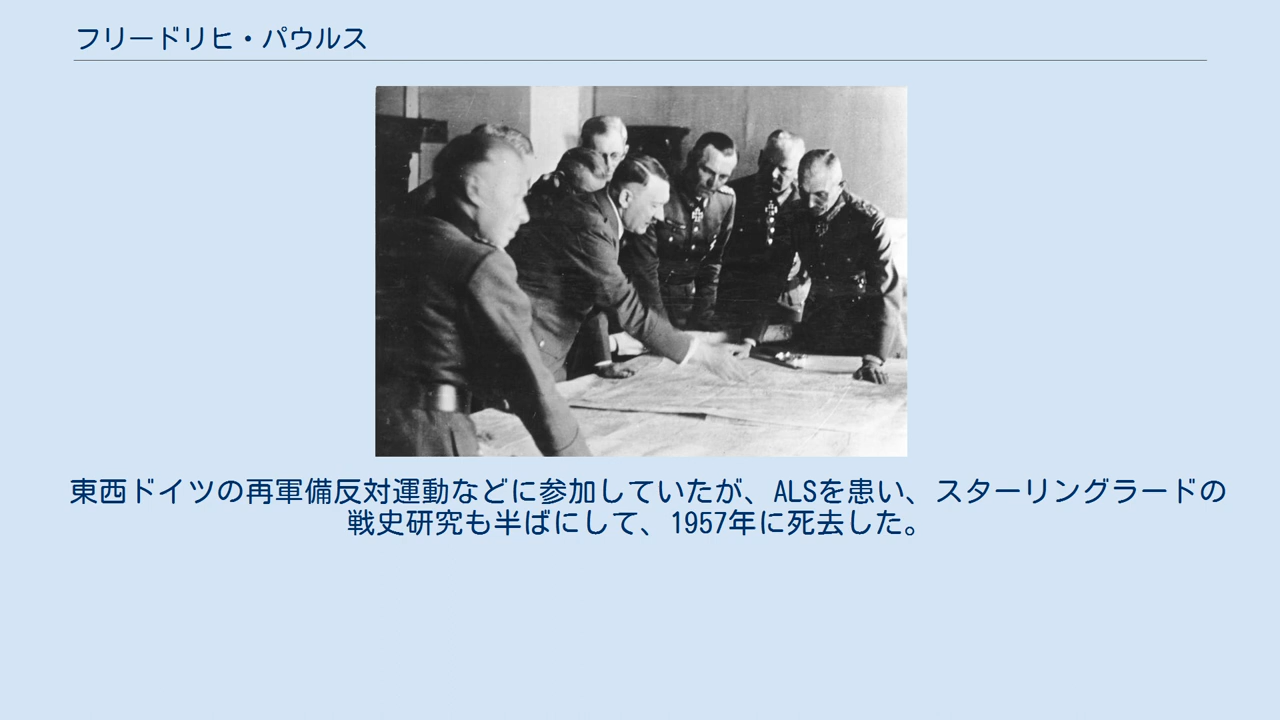 フリードリヒ・パウルス
東西ドイツの再軍備反対運動などに参加していたが、ALSを患い、スターリングラードの
戦史研究も半ばにして、1957年に死去した。